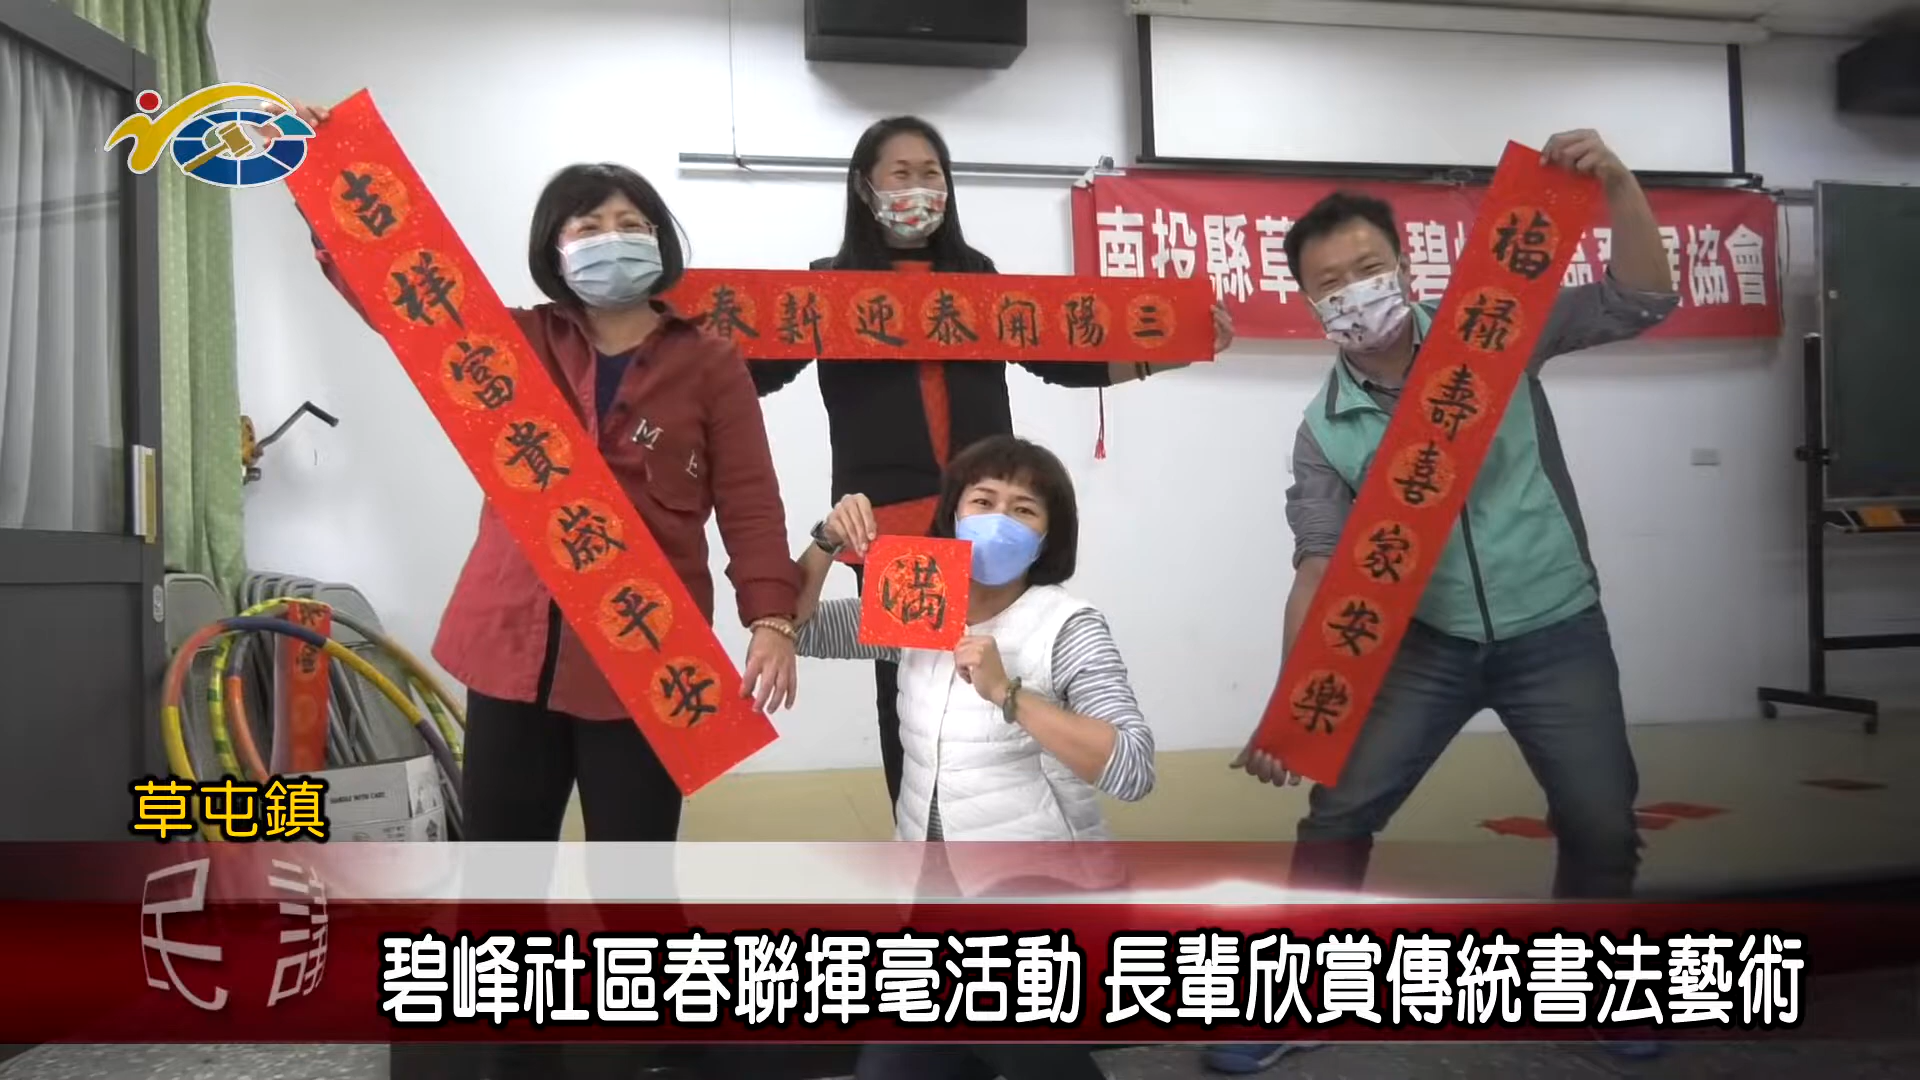 吉祥富貴歲平安
三陽開泰迎新春
福祿壽喜家安樂
滿
南投縣草 碧 協會
M
草屯鎮
民議
碧峰社區春聯揮毫活動 長輩欣賞傳統書法藝術